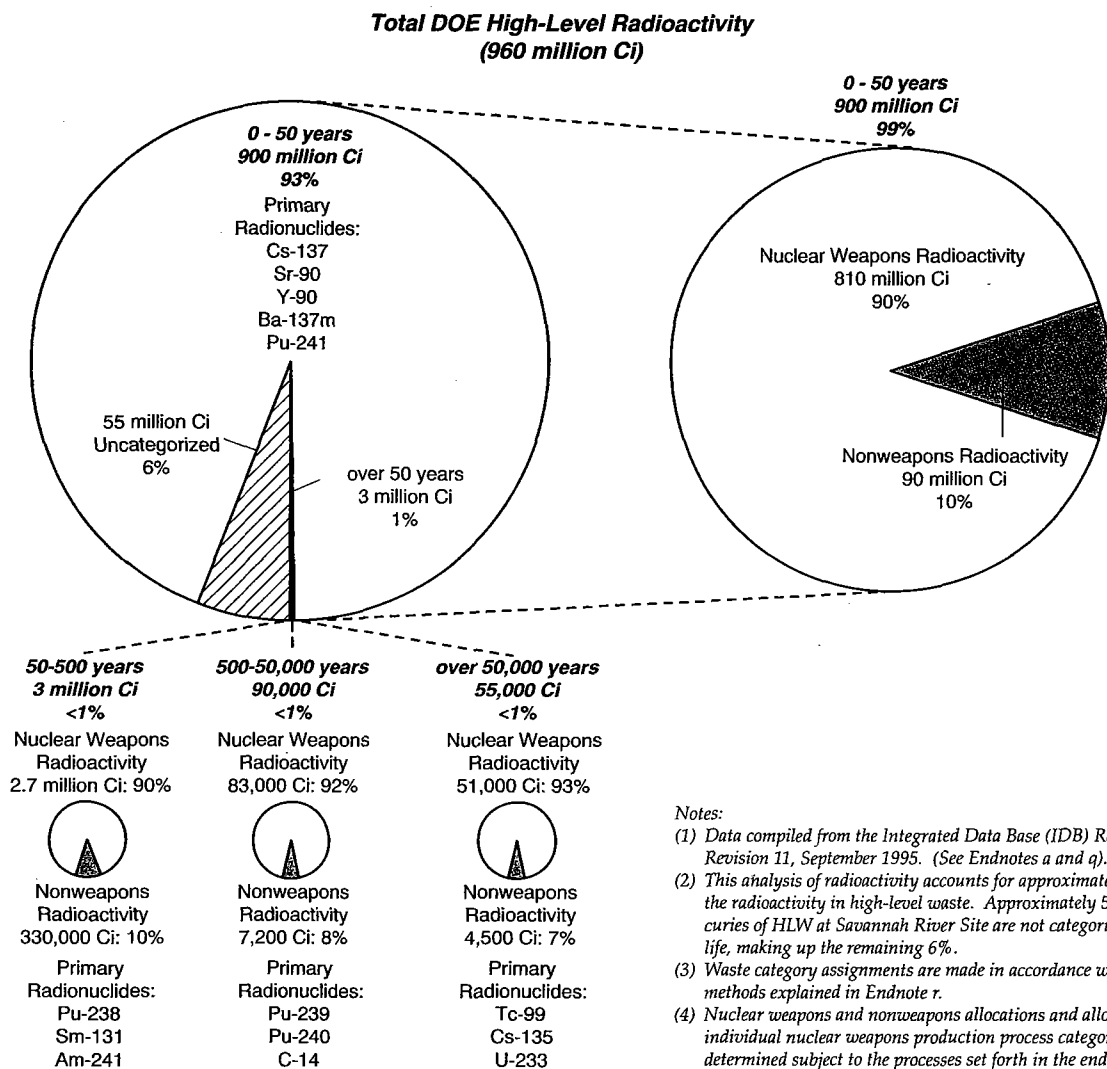 Total DOE High-Level Radioactivity
(960 million Ci)
0 - 50 years
900 million Ci
93%
Primary
Radionuclides:
Cs-137
Sr-90
Y-90
Ba-137m
Pu-241
55 million Ci
Uncategorized
6%
over 50 years
3 million Ci
1%
0 - 50 years
900 million Ci
99%
Nuclear Weapons Radioactivity
810 million Ci
90%
Nonweapons Radioactivity
90 million Ci
10%
50-500 years
3 million Ci
<1%
Nuclear Weapons
Radioactivity
2.7 million Ci: 90%
Nonweapons
Radioactivity
330,000 Ci: 10%
Primary
Radionuclides:
Pu-238
Sm-131
Am-241
500-50,000 years
90,000 Ci
<1%
Nuclear Weapons
Radioactivity
83,000 Ci: 92%
Nonweapons
Radioactivity
7,200 Ci: 8%
Primary
Radionuclides:
Pu-239
Pu-240
C-14
over 50,000 years
55,000 Ci
<1%
Nuclear Weapons
Radioactivity
51,000 Ci: 93%
Nonweapons
Radioactivity
4,500 Ci: 7%
Primary
Radionuclides:
Tc-99
Cs-135
U-233
Notes:
(1) Data compiled from the Integrated Data Base (IDB)
Revision 11, September 1995. (See Endnotes a and q).
(2) This analysis of radioactivity accounts for
the radioactivity in high-level waste. Approximately
curies of HLW at Savannah River Site are not
life, making up the remaining 6%.
(3) Waste category assignments are made in accordance
methods explained in Endnote r.
(4) Nuclear weapons and nonweapons allocations and
individual nuclear weapons production process
determined subject to the processes set forth in the